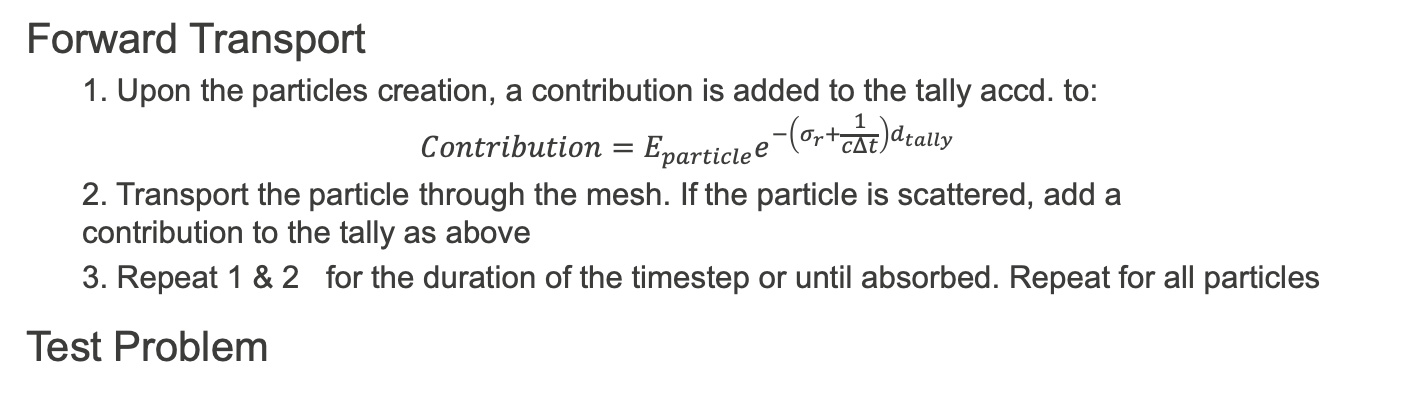 Forward Transport
1. Upon the particles creation, a contribution is added to the tally accd. to:
Contribution = E_particle e^−(σ_r+1/cΔt)d_tally
2. Transport the particle through the mesh. If the particle is scattered, add a
contribution to the tally as above
3. Repeat 1 & 2 for the duration of the timestep or until absorbed. Repeat for all particles
Test Problem